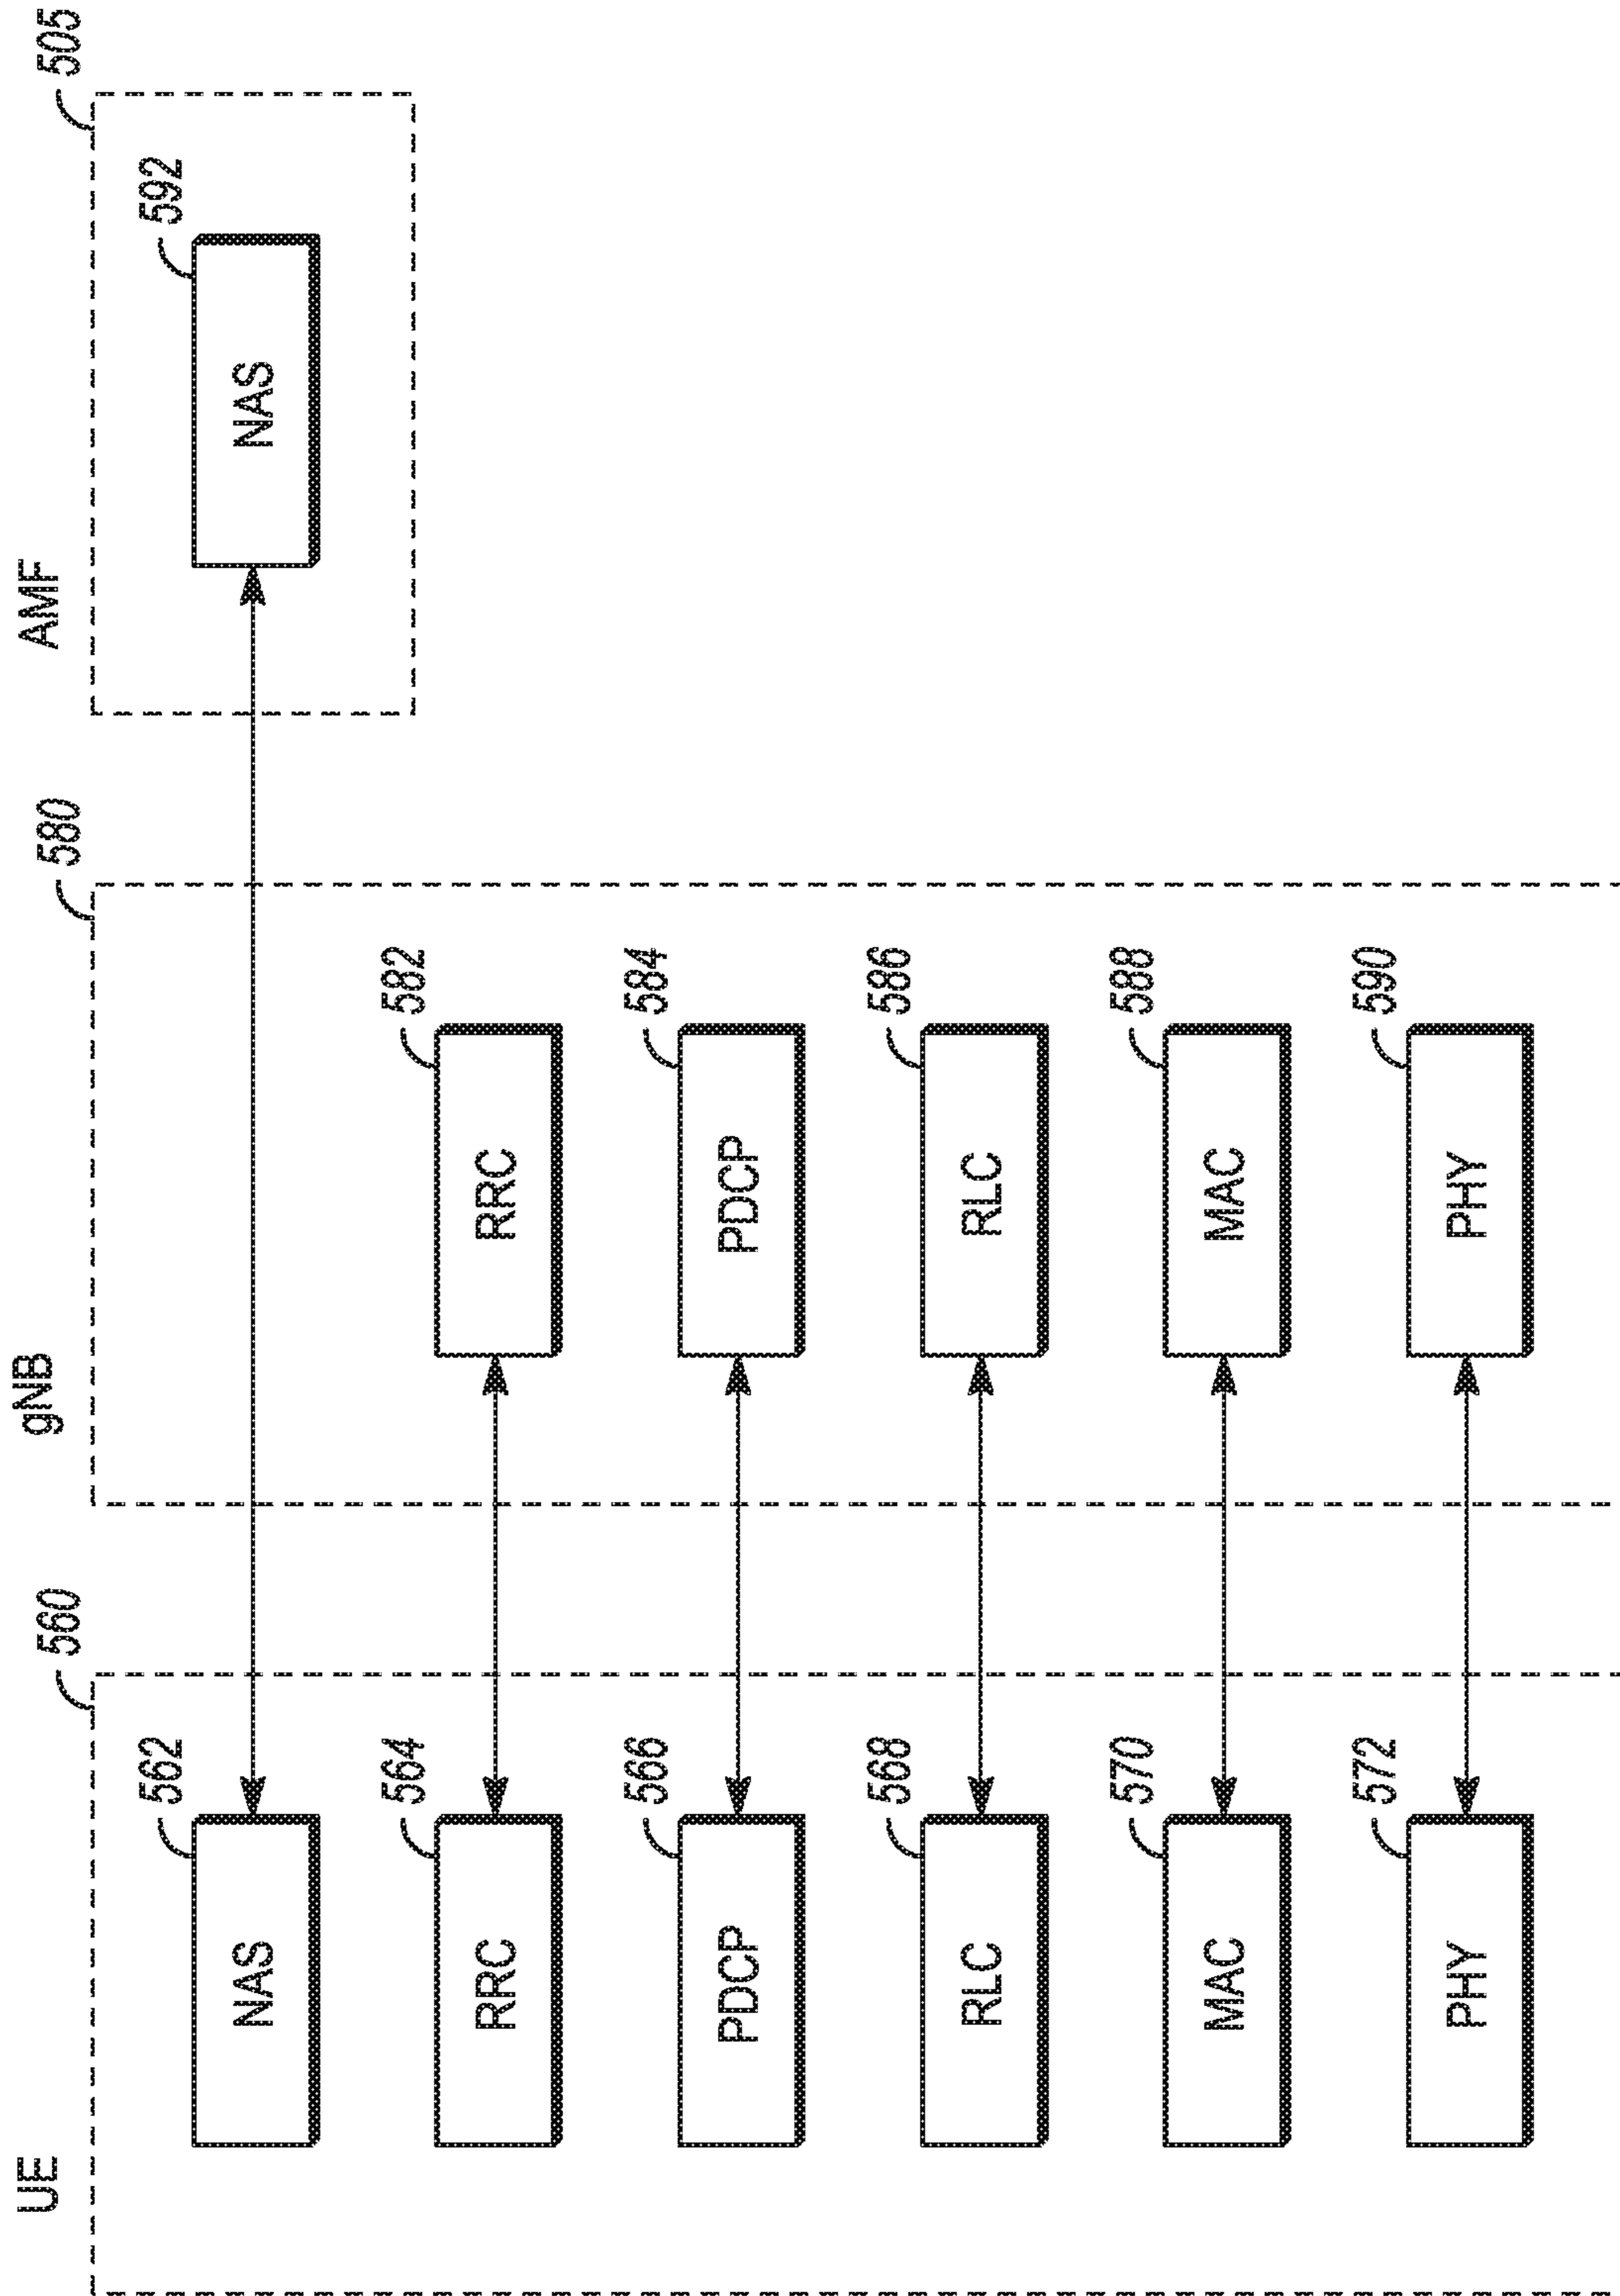 UE
560
gNB
580
AMF
505
562
NAS
592
NAS
564
RRC
582
RRC
566
PDCP
584
PDCP
568
RLC
586
RLC
570
MAC
588
MAC
572
PHY
590
PHY